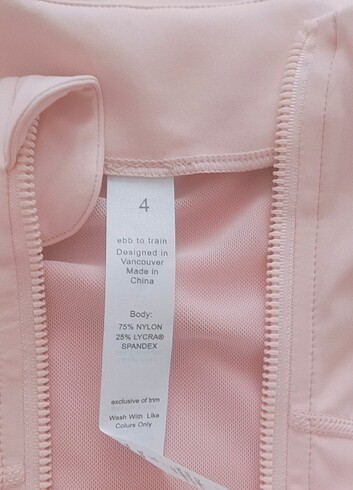 4
ebb to train
Designed in
Vancouver
Made in
China
Body:
75% NYLON
25% LYCRA®
SPANDEX
exclusive of trim
Wash With Like
Colurs Only